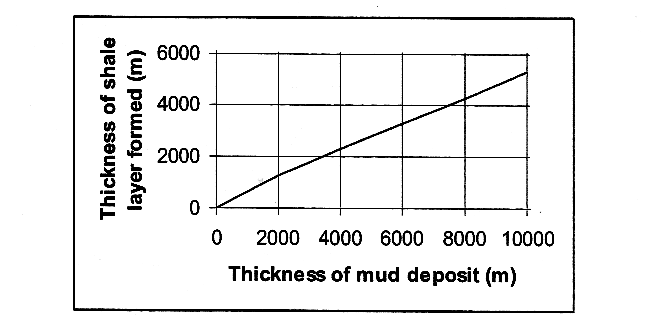 Thickness of shale
layer formed (m)
6000
4000
2000
0
0 2000 4000 6000 8000 10000
Thickness of mud deposit (m)